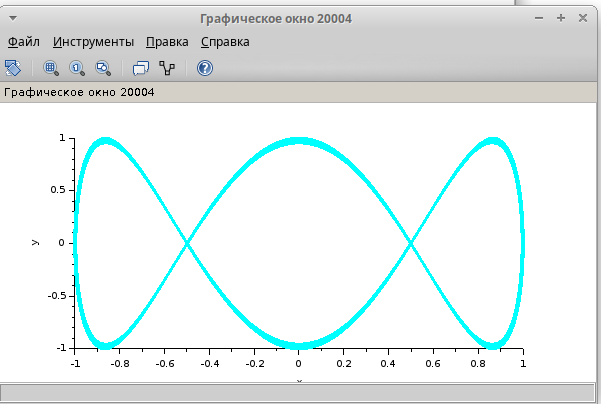 Графическое окно 20004
Файл Инструменты Правка Справка
Графическое окно 20004
1
0.5
y
0
-0.5
-1
-1 -0.8 -0.6 -0.4 -0.2 0 0.2 0.4 0.6 0.8 1